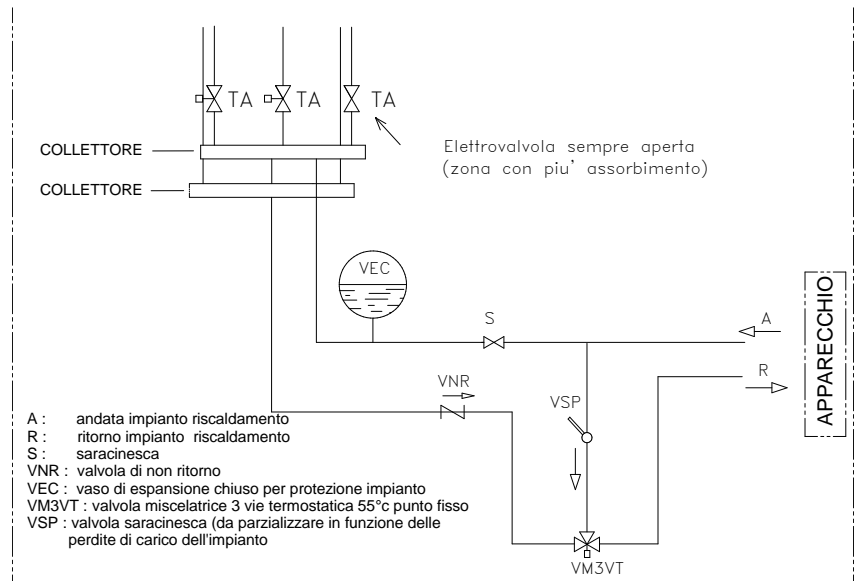 TA TA TA
COLLETTORE
Elettrovalvola sempre aperta
(zona con piu' assorbimento)
COLLETTORE
VEC
S
A
VNR
R
VSP
APPARECCHIO
A : andata impianto riscaldamento
R : ritorno impianto riscaldamento
S : saracinesca
VNR : valvola di non ritorno
VEC : vaso di espansione chiuso per protezione impianto
VM3VT : valvola miscelatrice 3 vie termostatica 55°c punto fisso
VSP : valvola saracinesca (da parzializzare in funzione delle
perdite di carico dell'impianto
VM3VT